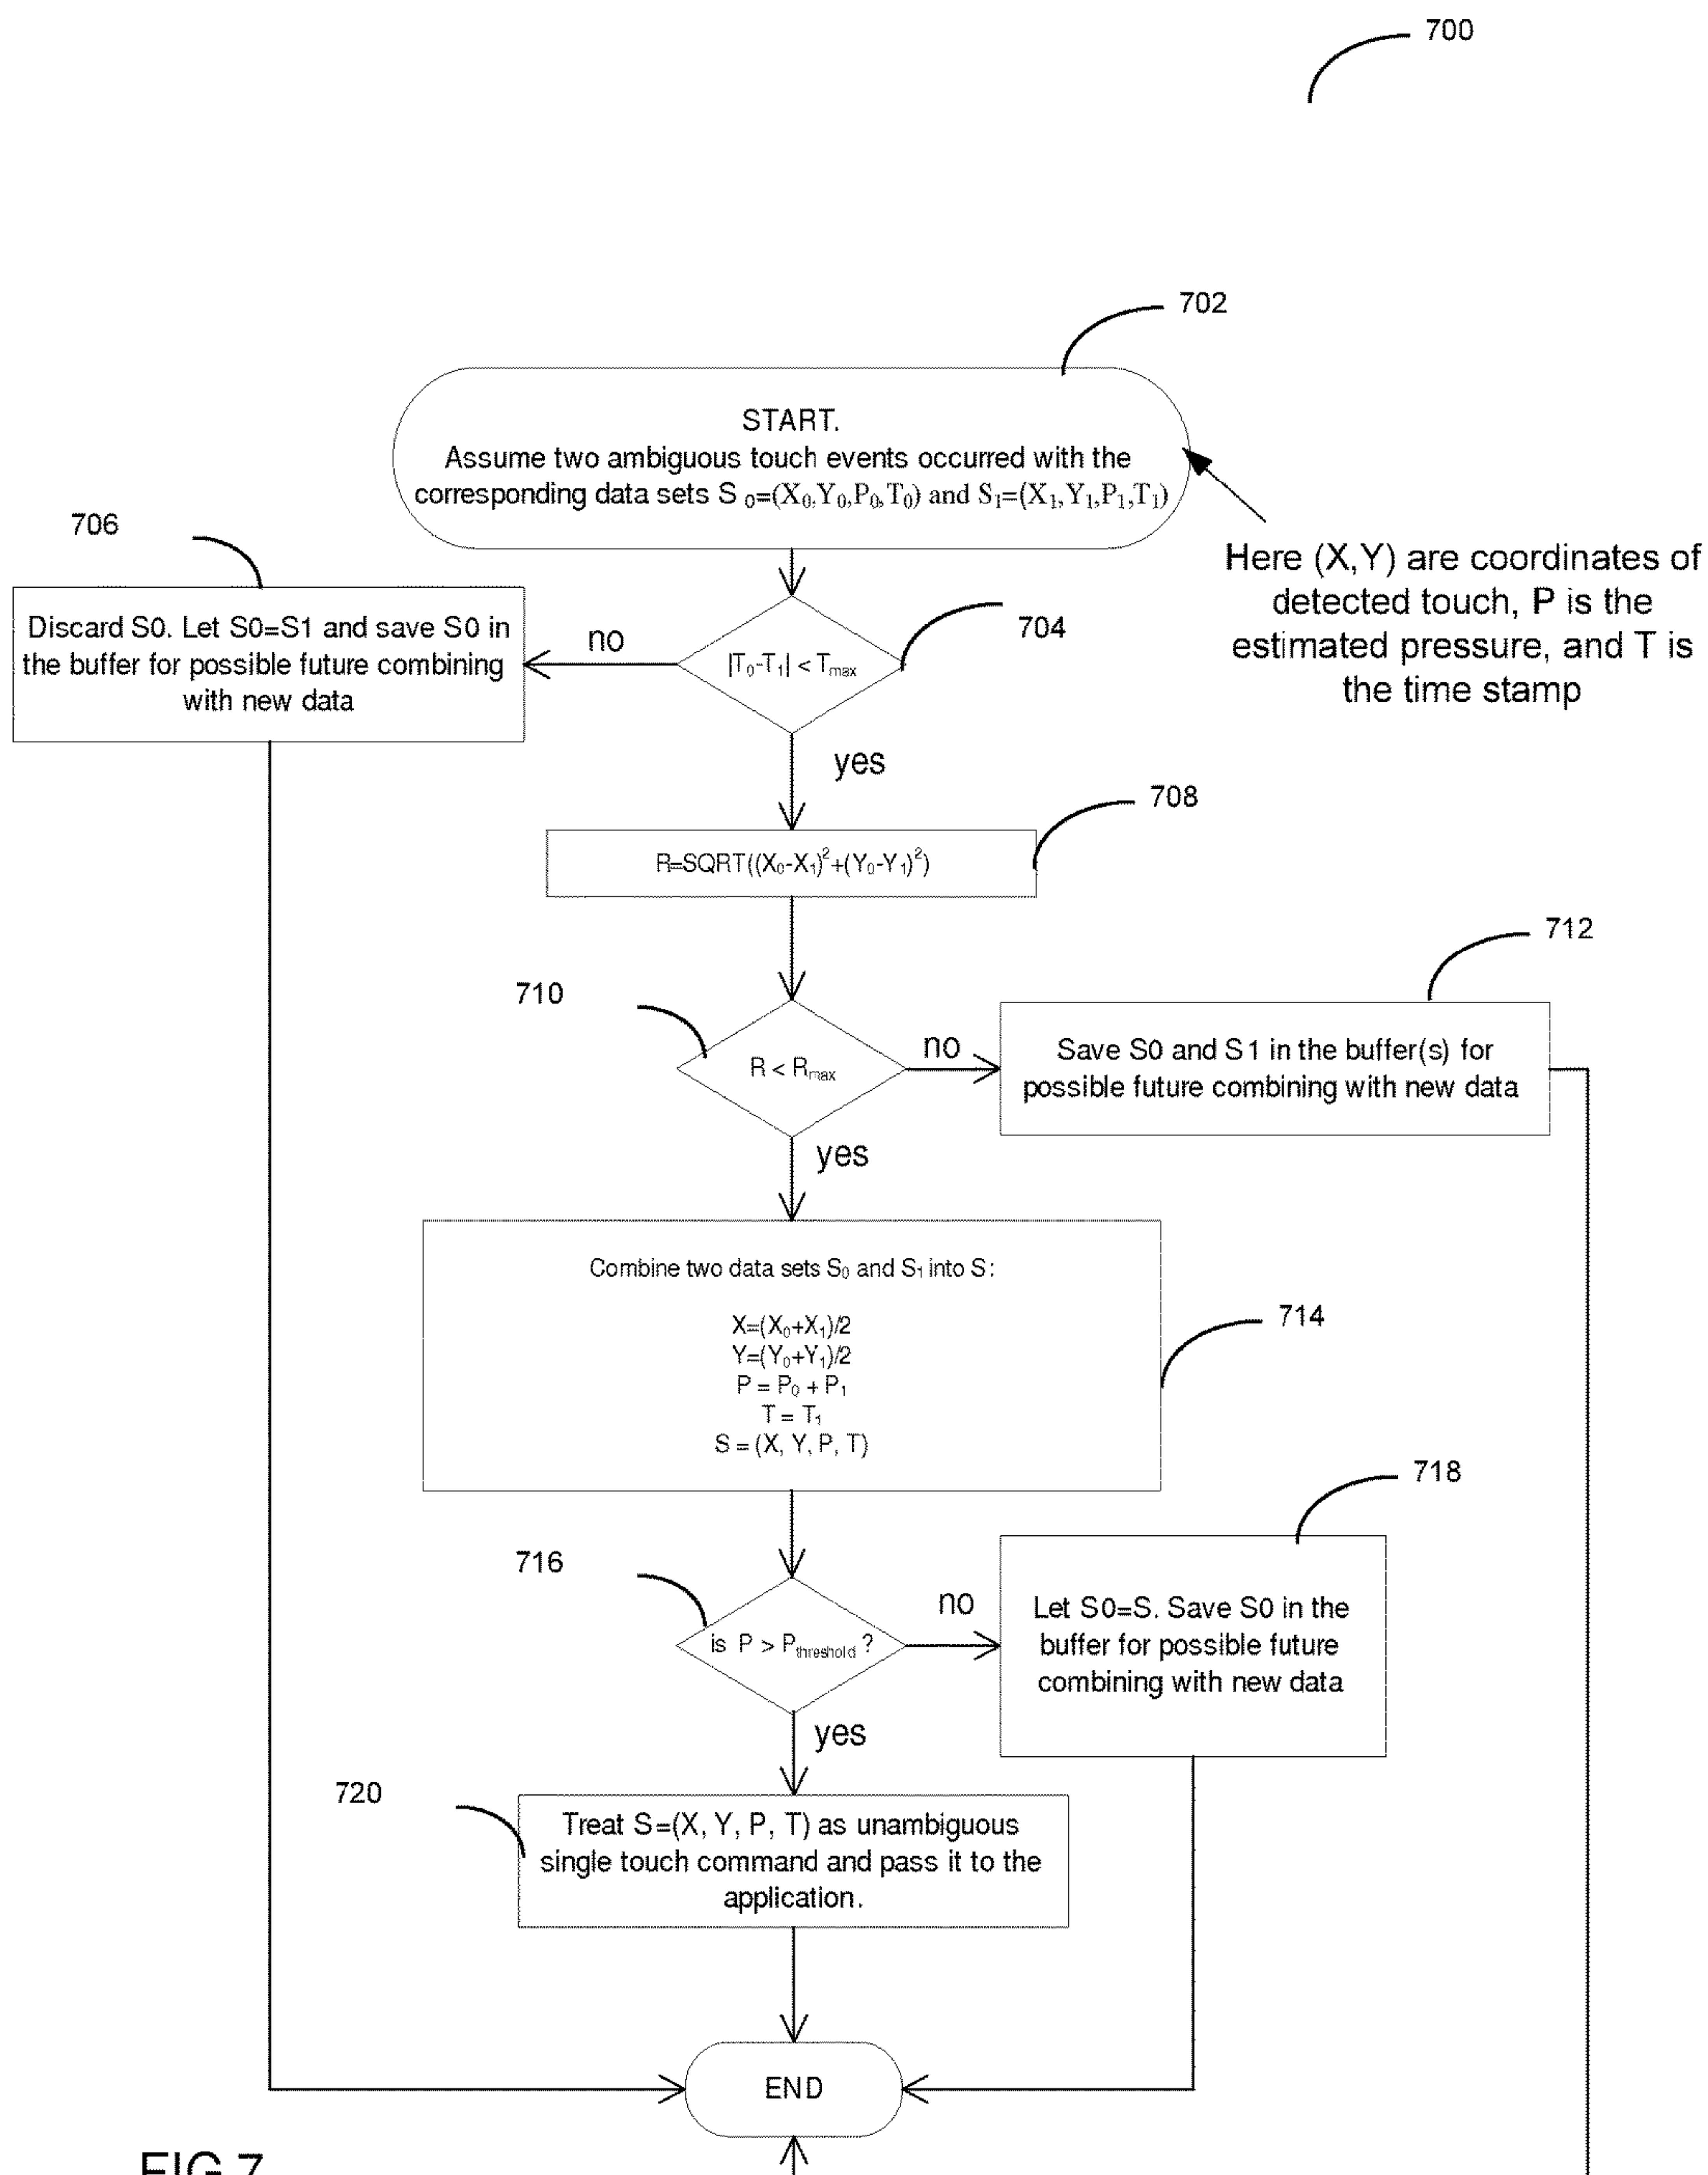 700
702
START.
Assume two ambiguous touch events occurred with the
corresponding data sets S ₀=(X₀,Y₀,P₀,T₀) and S₁=(X₁,Y₁,P₁,T₁)
706
Here (X,Y) are coordinates of
detected touch, P is the
estimated pressure, and T is
the time stamp
Discard S0. Let S0=S1 and save S0 in
the buffer for possible future combining
with new data
no
|T₀-T₁| < Tmax
704
yes
708
R=SQRT((X₀-X₁)²+(Y₀-Y₁)²)
712
710
R < Rmax
no
Save S0 and S1 in the buffer(s) for
possible future combining with new data
yes
Combine two data sets S₀ and S₁ into S:
X=(X₀+X₁)/2
Y=(Y₀+Y₁)/2
P = P₀ + P₁
T = T₁
S = (X, Y, P, T)
714
718
716
is P > Pthreshold ?
no
Let S0=S. Save S0 in the
buffer for possible future
combining with new data
yes
720
Treat S=(X, Y, P, T) as unambiguous
single touch command and pass it to the
application.
END
FIG 7